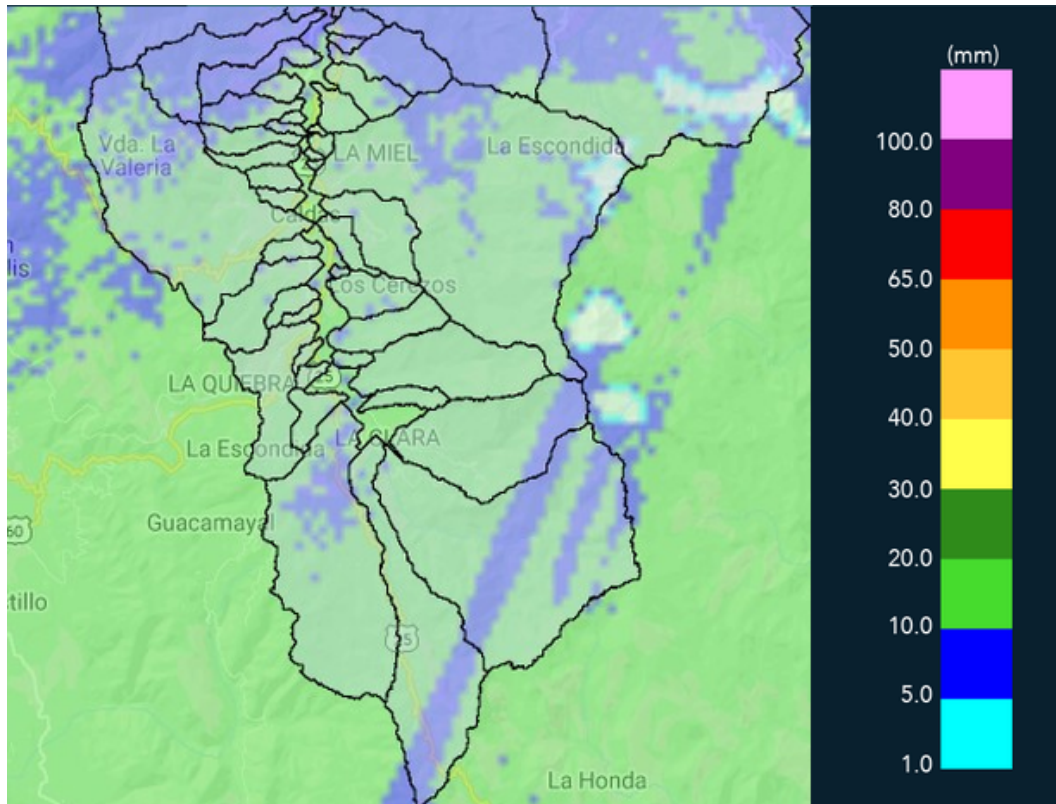 (mm)
100.0
80.0
65.0
50.0
40.0
30.0
20.0
10.0
5.0
1.0
Vda. La
Valeria
LA MIEL
La Escondida
Caldas
lis
Los Cerezos
LA QUIEBRA
25
La Escondida
LA CLARA
Guacamayal
60
tillo
25
La Honda